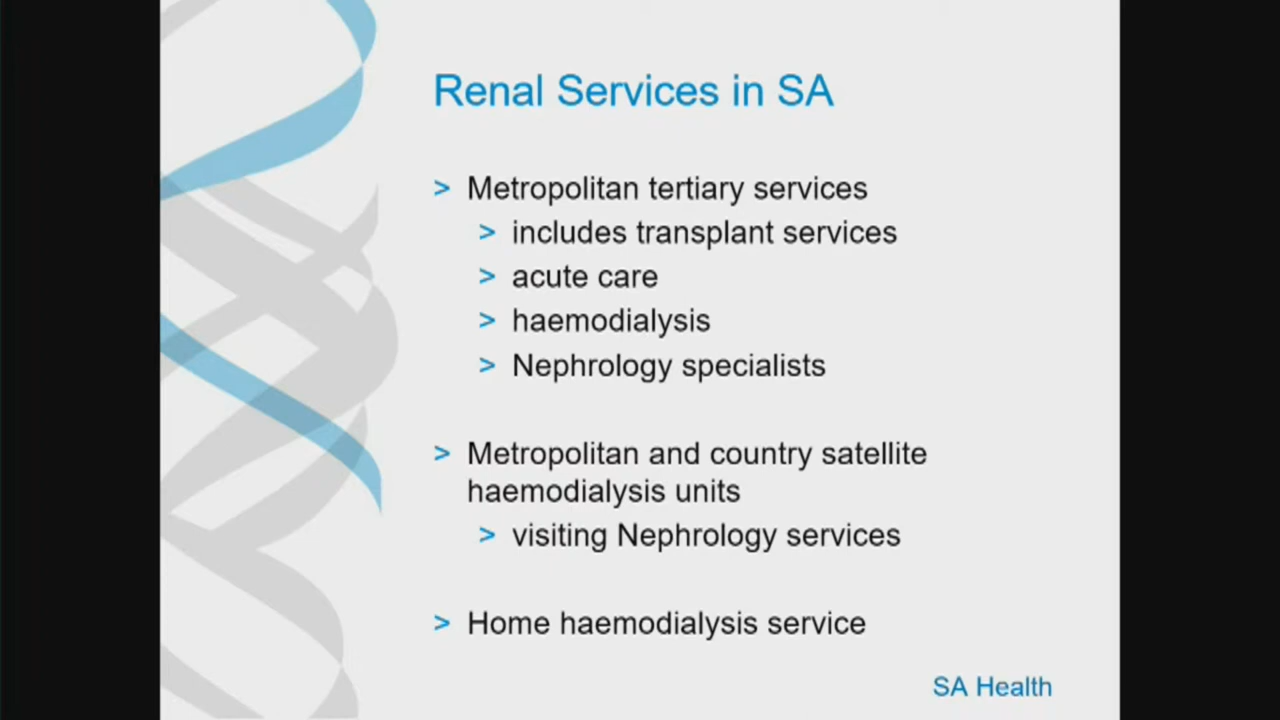 Renal Services in SA
> Metropolitan tertiary services
> includes transplant services
> acute care
> haemodialysis
> Nephrology specialists
> Metropolitan and country satellite
haemodialysis units
> visiting Nephrology services
> Home haemodialysis service
SA Health